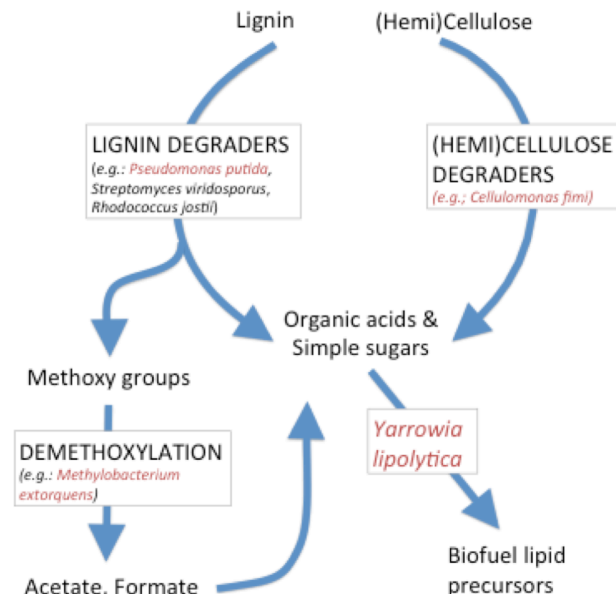 Lignin
(Hemi)Cellulose
LIGNIN DEGRADERS
(e.g.: Pseudomonas putida,
Streptomyces viridosporus,
Rhodococcus jostii)
(HEMI)CELLULOSE
DEGRADERS
(e.g.; Cellulomonas fimi)
Organic acids &
Simple sugars
Methoxy groups
DEMETHOXYLATION
(e.g.: Methylobacterium
extorquens)
Yarrowia
lipolytica
Acetate, Formate
Biofuel lipid
precursors